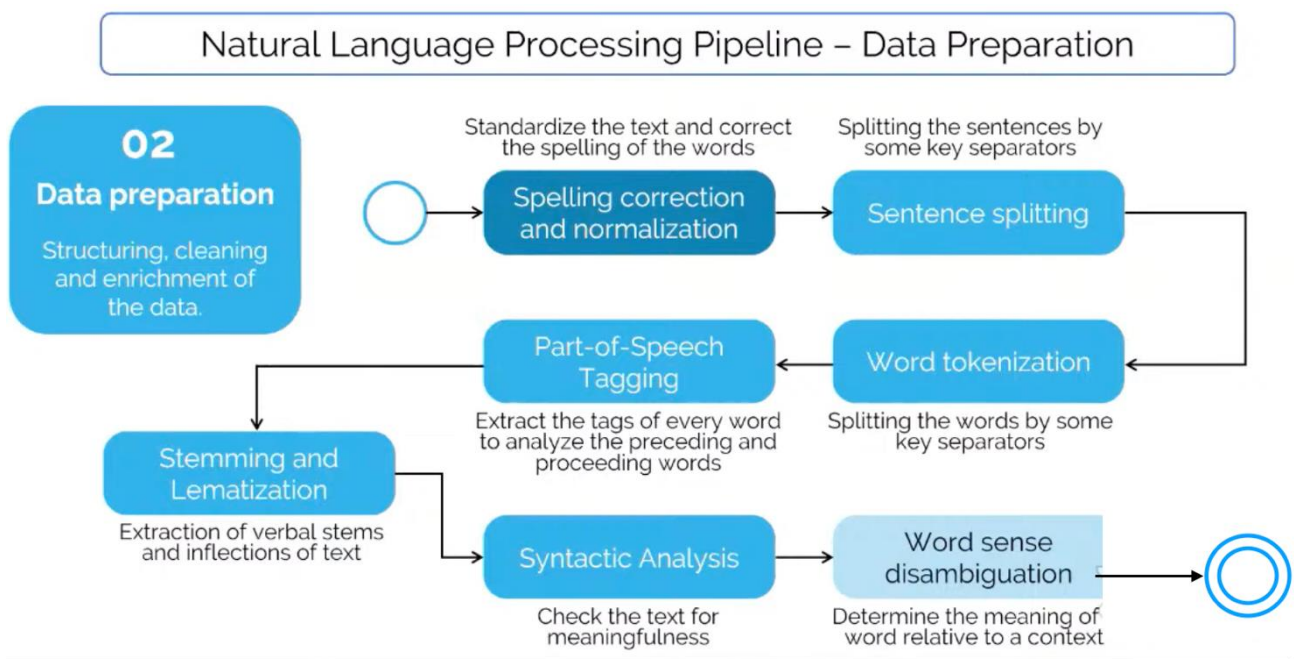 Natural Language Processing Pipeline – Data Preparation
02
Data preparation
Structuring, cleaning
and enrichment of
the data.
Standardize the text and correct
the spelling of the words
Spelling correction
and normalization
Splitting the sentences by
some key separators
Sentence splitting
Word tokenization
Splitting the words by some
key separators
Part-of-Speech
Tagging
Extract the tags of every word
to analyze the preceding and
proceeding words
Stemming and
Lematization
Extraction of verbal stems
and inflections of text
Syntactic Analysis
Check the text for
meaningfulness
Word sense
disambiguation
Determine the meaning of
word relative to a context